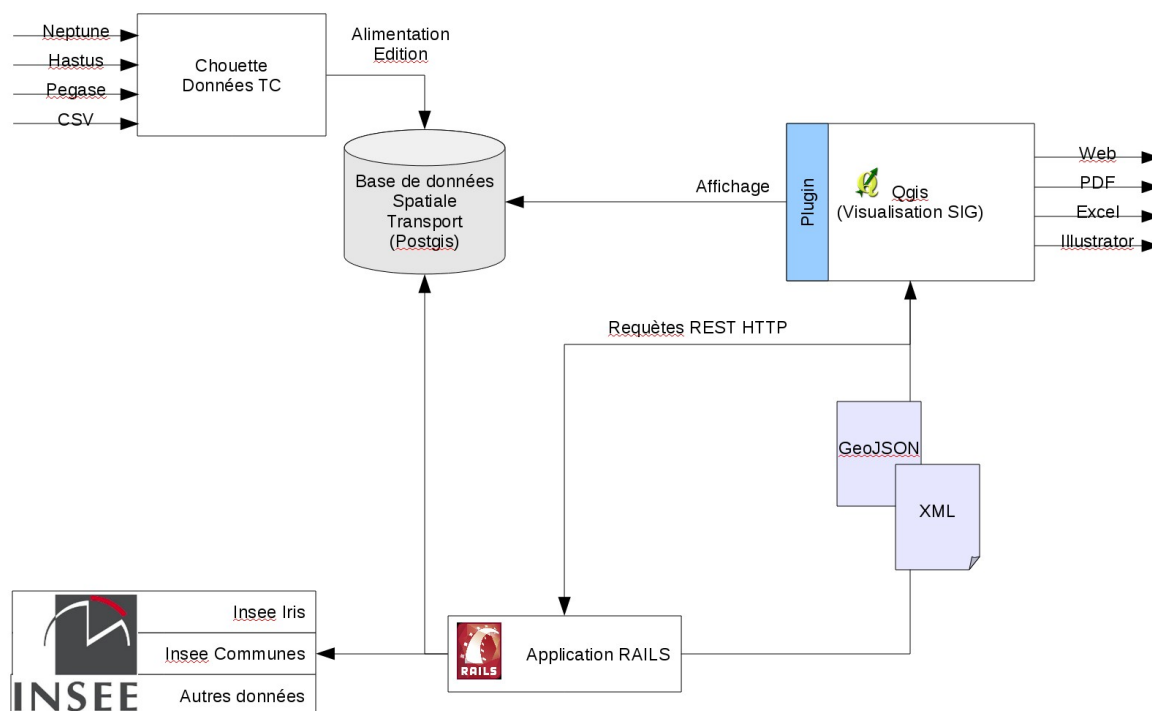 Neptune
Hastus
Pegase
CSV
Chouette
Données TC
Alimentation
Edition
Base de données
Spatiale
Transport
(Postgis)
Affichage
Plugin
Qgis
(Visualisation SIG)
Web
PDF
Excel
Illustrator
Requètes REST HTTP
GeoJSON
XML
INSEE
Insee Iris
Insee Communes
Autres données
RAILS
Application RAILS